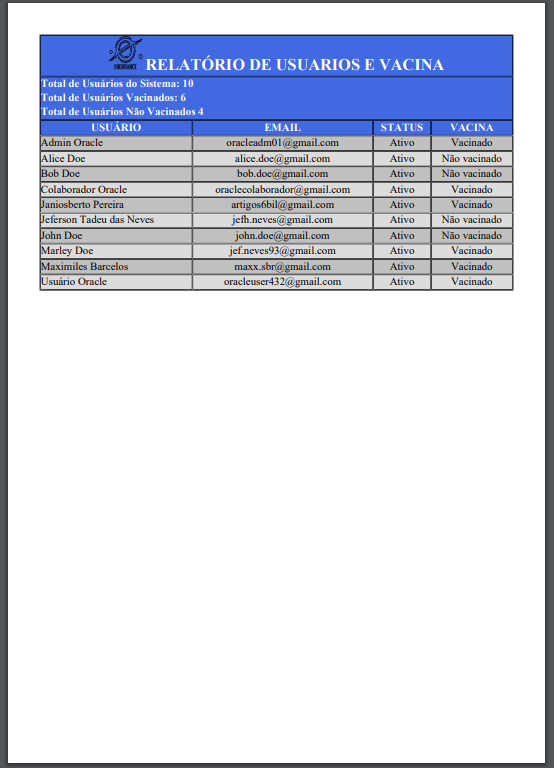 ENDURANCE
RELATÓRIO DE USUARIOS E VACINA
Total de Usuários do Sistema: 10
Total de Usuários Vacinados: 6
Total de Usuários Não Vacinados 4
USUÁRIO EMAIL STATUS VACINA
Admin Oracle oracleadm01@gmail.com Ativo Vacinado
Alice Doe alice.doe@gmail.com Ativo Não vacinado
Bob Doe bob.doe@gmail.com Ativo Não vacinado
Colaborador Oracle oraclecolaborador@gmail.com Ativo Vacinado
Janiosberto Pereira artigos6bil@gmail.com Ativo Vacinado
Jeferson Tadeu das Neves jefh.neves@gmail.com Ativo Não vacinado
John Doe john.doe@gmail.com Ativo Não vacinado
Marley Doe jef.neves93@gmail.com Ativo Vacinado
Maximiles Barcelos maxx.sbr@gmail.com Ativo Vacinado
Usuário Oracle oracleuser432@gmail.com Ativo Vacinado